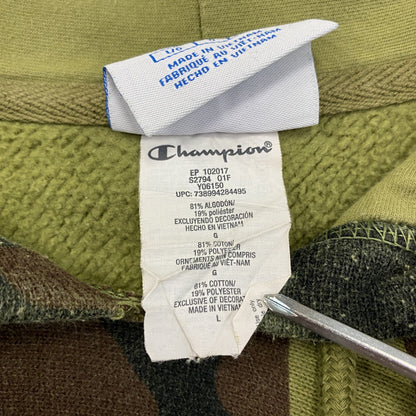 MADE IN VIETNAM
FABRIQUÉ AU VIETNAM
HECHO EN VIETNAM
Champion
EP 102017
S2794 01F
Y06150
UPC: 738994284495
81% ALGODÓN/
19% poliéster
EXCLUYENDO DECORACIÓN
HECHO EN VIETNAM
G
81% COTON/
19% POLYESTER
ORNEMENTS NON COMPRIS
FABRIQUÉ AU VIET-NAM
G
81% COTTON/
19% POLYESTER
EXCLUSIVE OF DECORAT
MADE IN VIETNAM
L